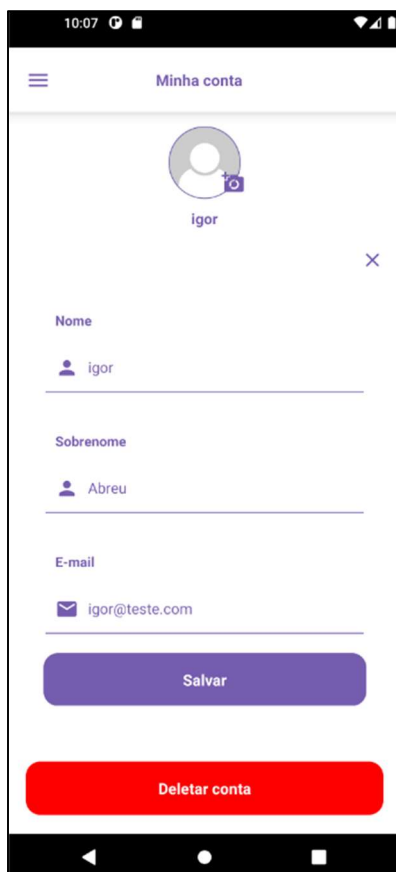 10:07
Minha conta
igor
Nome
igor
Sobrenome
Abreu
E-mail
igor@teste.com
Salvar
Deletar conta